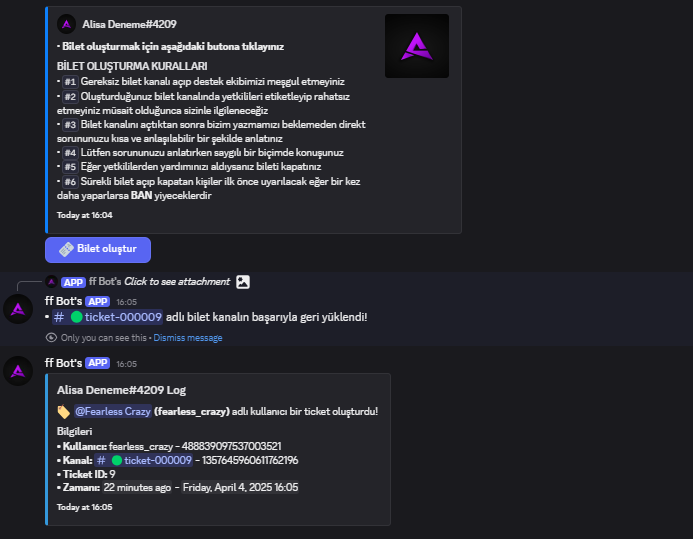 Alisa Deneme#4209
• Bilet oluşturmak için aşağıdaki butona tıklayınız
BİLET OLUŞTURMA KURALLARI
• #1 Gereksiz bilet kanalı açıp destek ekibimizi meşgul etmeyiniz
• #2 Oluşturduğunuz bilet kanalında yetkilileri etiketleyip rahatsız
etmeyiniz müsait olduğunca sizinle ilgileneceğiz
• #3 Bilet kanalını açtıktan sonra bizim yazmamızı beklemeden direkt
sorununuzu kısa ve anlaşılabilir bir şekilde anlatınız
• #4 Lütfen sorununuzu anlatırken saygılı bir biçimde konuşunuz
• #5 Eğer yetkililerden yardımınızı aldıysanız bileti kapatınız
• #6 Sürekli bilet açıp kapatan kişiler ilk önce uyarılacak eğer bir kez
daha yaparlarsa BAN yiyeceklerdir
Today at 16:04
Bilet oluştur
APP ff Bot's Click to see attachment
ff Bot's APP 16:05
• # ticket-000009 adlı bilet kanalın başarıyla geri yüklendi!
Only you can see this • Dismiss message
ff Bot's APP 16:05
Alisa Deneme#4209 Log
@Fearless Crazy (fearless_crazy) adlı kullanıcı bir ticket oluşturdu!
Bilgileri
• Kullanıcı: fearless_crazy - 488839097537003521
• Kanal: # ticket-000009 - 1357645960611762196
• Ticket ID: 9
• Zamanı: 22 minutes ago - Friday, April 4, 2025 16:05
Today at 16:05